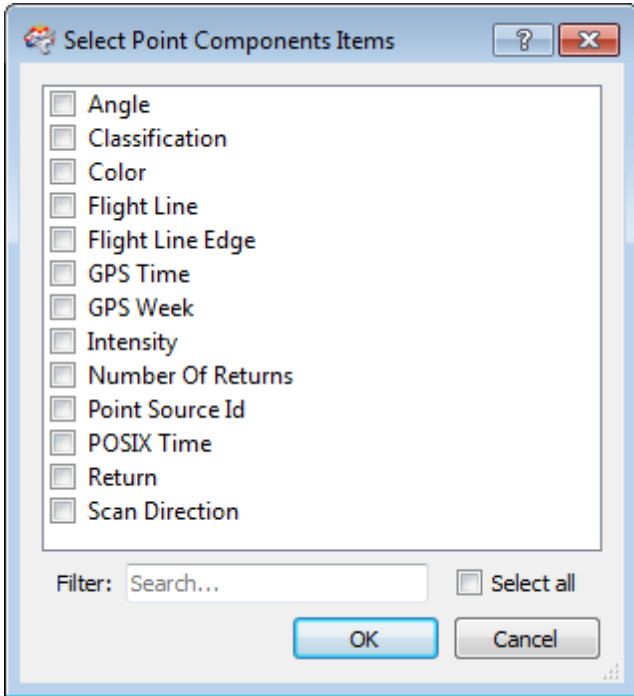 Select Point Components Items
?
Angle
Classification
Color
Flight Line
Flight Line Edge
GPS Time
GPS Week
Intensity
Number Of Returns
Point Source Id
POSIX Time
Return
Scan Direction
Filter: Search... Select all
OK Cancel